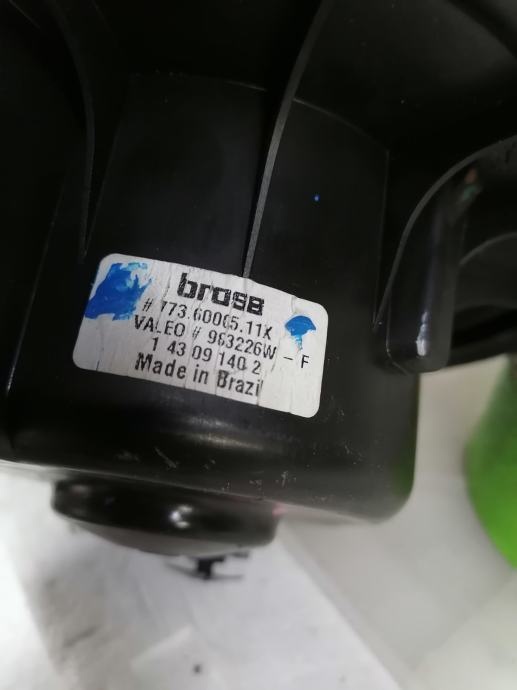 brose
# 773.60005.11X
VALEO # 963226W - F
1 43 09 140 2
Made in Brazil